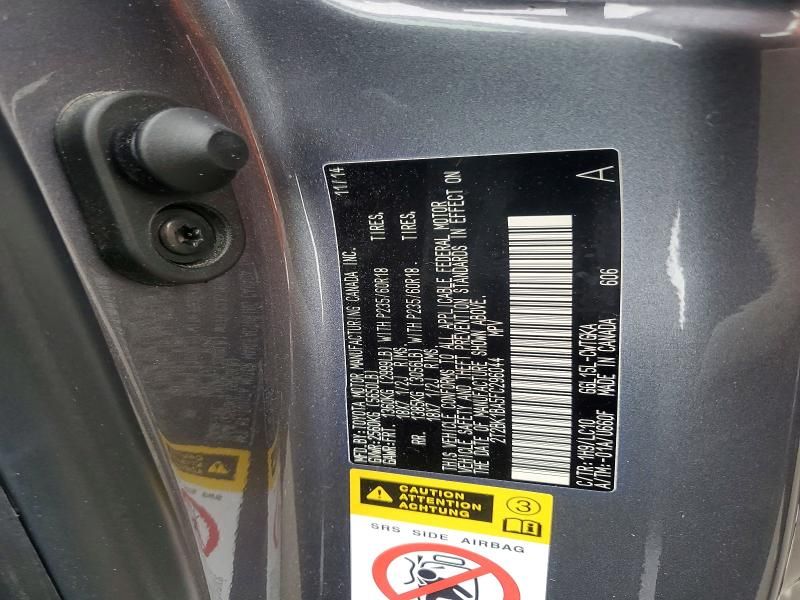 MFD.BY:TOYOTA MOTOR MANUFACTURING CANADA INC. 11/14
GVWR:2560KG (5650LB)
GAWR:FRT. 1360KG (2999LB) WITH P235/60R18 TIRES.
18X7 1/2J RIMS
RR. 1385KG (3058LB) WITH P235/60R18 TIRES.
18X7 1/2J RIMS.
THIS VEHICLE CONFORMS TO ALL APPLICABLE FEDERAL MOTOR
VEHICLE SAFETY AND THEFT PREVENTION STANDARDS IN EFFECT ON
THE DATE OF MANUFACTURE SHOWN ABOVE.
2T2BK1BA5FC296044 MPV
C/TR:1H9/LC10 GGL15L-CWTGKA 606 A
A/TM:-01A/U660F MADE IN CANADA
CAUTION
ATTENTION
ACHTUNG
3
SRS SIDE AIRBAG